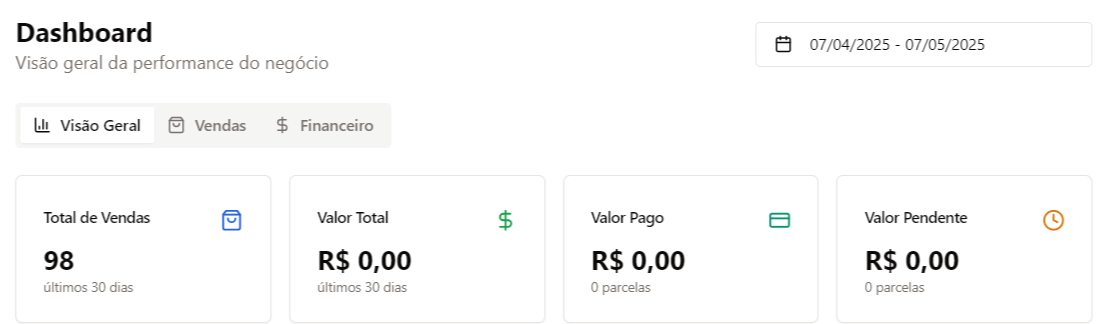 Dashboard
Visão geral da performance do negócio
07/04/2025 - 07/05/2025
Visão Geral
Vendas
Financeiro
Total de Vendas
98
últimos 30 dias
Valor Total
R$ 0,00
últimos 30 dias
Valor Pago
R$ 0,00
0 parcelas
Valor Pendente
R$ 0,00
0 parcelas